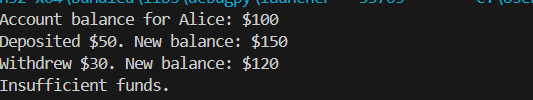 Account balance for Alice: $100
Deposited $50. New balance: $150
Withdrew $30. New balance: $120
Insufficient funds.